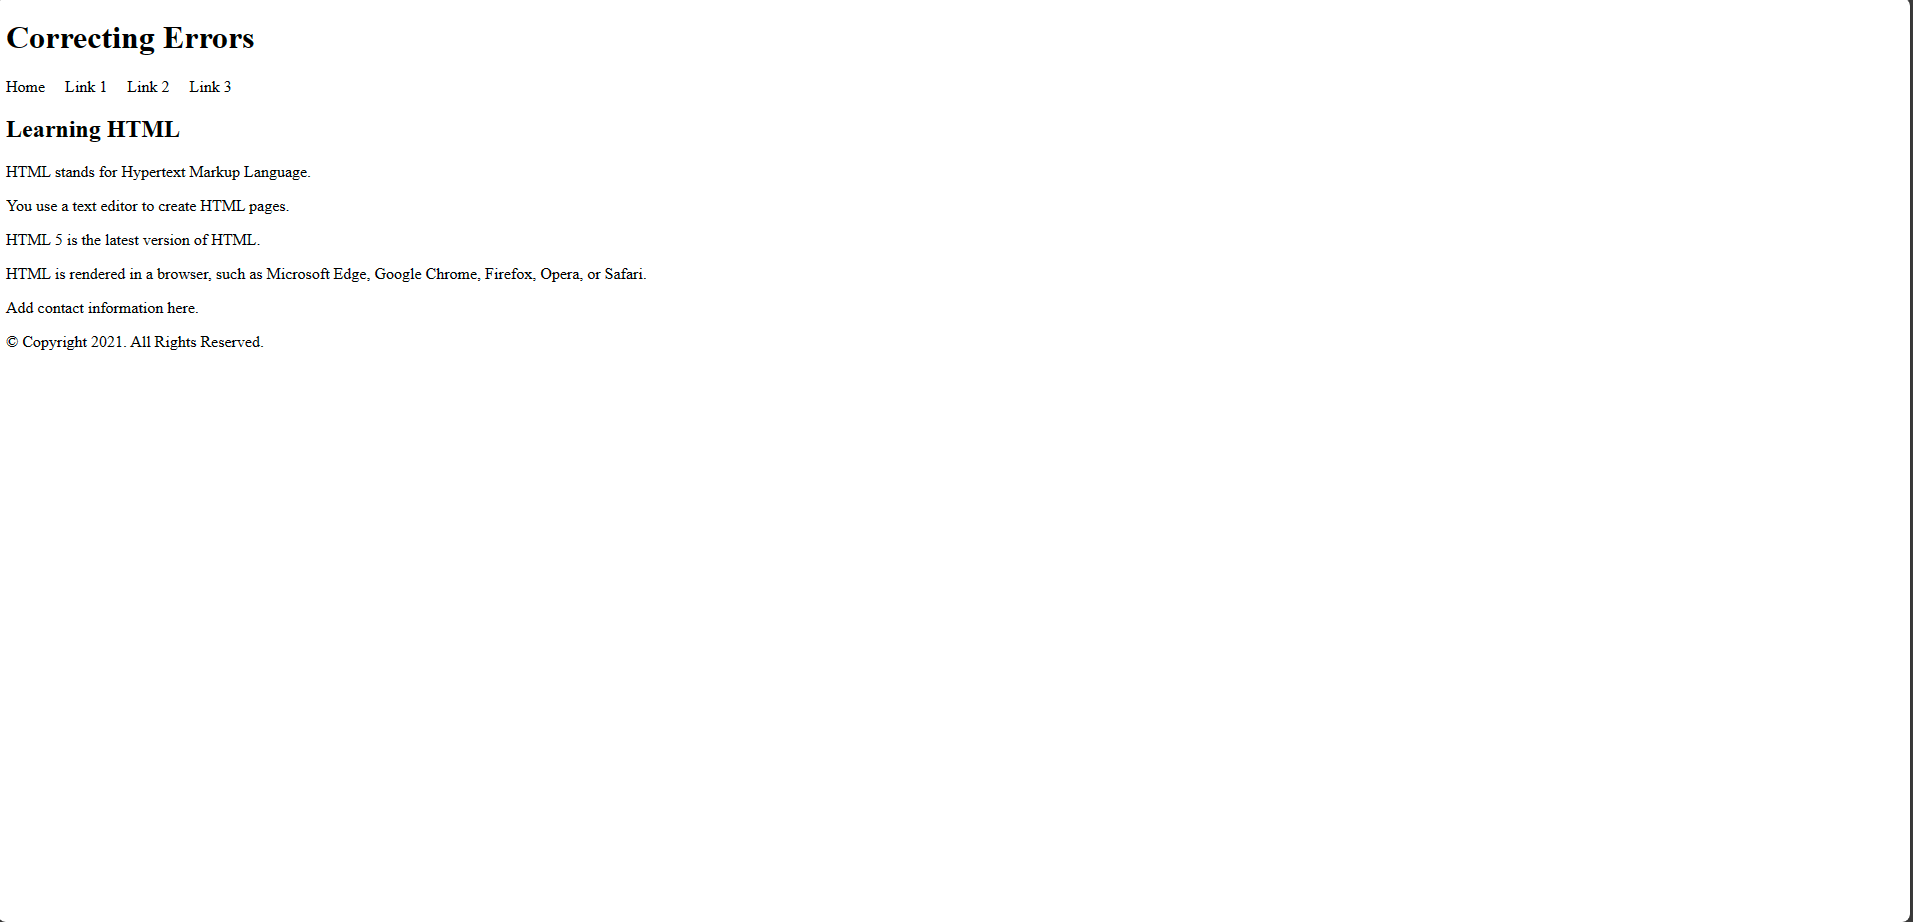 Correcting Errors
Home Link 1 Link 2 Link 3
Learning HTML
HTML stands for Hypertext Markup Language.
You use a text editor to create HTML pages.
HTML 5 is the latest version of HTML.
HTML is rendered in a browser, such as Microsoft Edge, Google Chrome, Firefox, Opera, or Safari.
Add contact information here.
© Copyright 2021. All Rights Reserved.